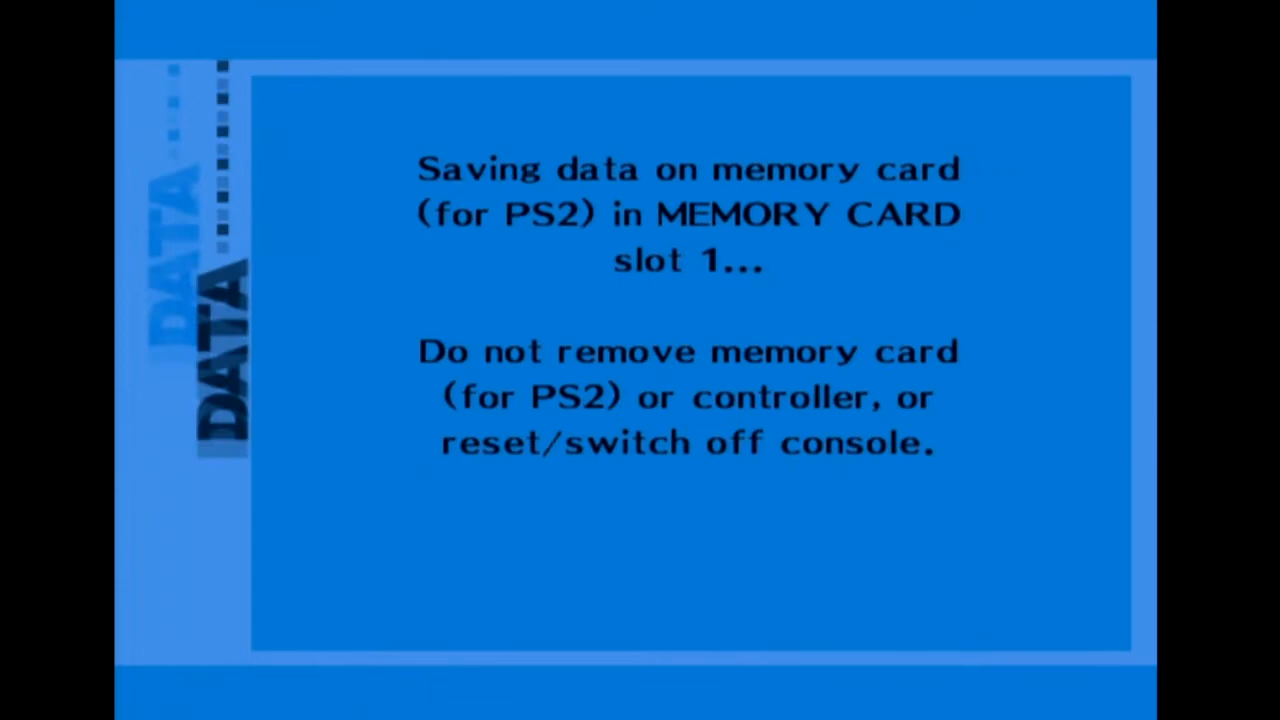 DATA
DATA
Saving data on memory card
(for PS2) in MEMORY CARD
slot 1...
Do not remove memory card
(for PS2) or controller, or
reset/switch off console.